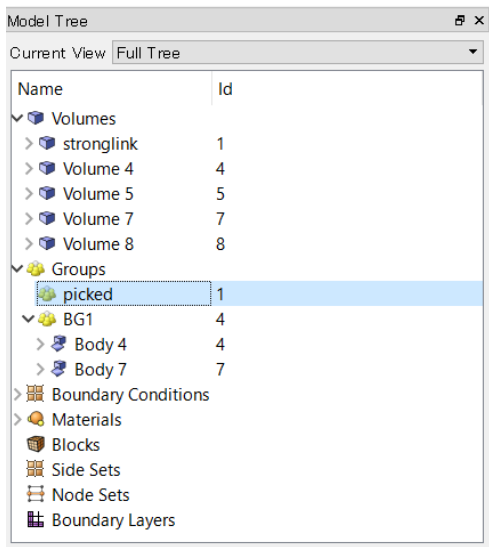 Model Tree
Current View Full Tree
Name Id
Volumes
stronglink 1
Volume 4 4
Volume 5 5
Volume 7 7
Volume 8 8
Groups
picked 1
BG1 4
Body 4 4
Body 7 7
Boundary Conditions
Materials
Blocks
Side Sets
Node Sets
Boundary Layers